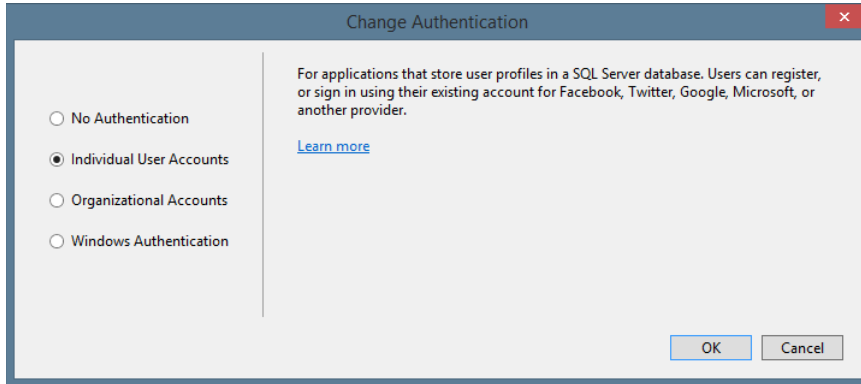 Change Authentication
No Authentication
Individual User Accounts
Organizational Accounts
Windows Authentication
For applications that store user profiles in a SQL Server database. Users can register,
or sign in using their existing account for Facebook, Twitter, Google, Microsoft, or
another provider.
Learn more
OK
Cancel